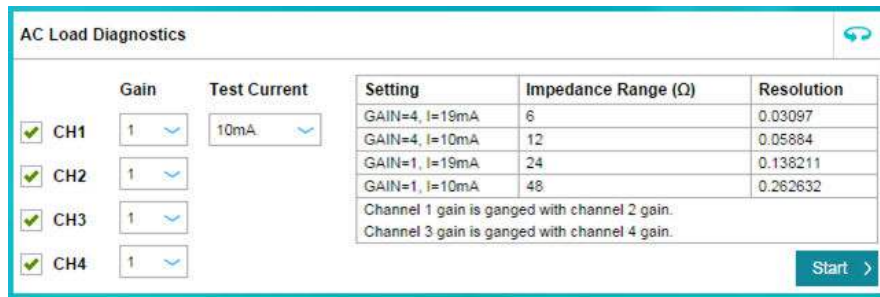 AC Load Diagnostics
Gain Test Current
CH1 1 10mA
CH2 1
CH3 1
CH4 1
Setting Impedance Range (Ω) Resolution
GAIN=4, I=19mA 6 0.03097
GAIN=4, I=10mA 12 0.05884
GAIN=1, I=19mA 24 0.138211
GAIN=1, I=10mA 48 0.262632
Channel 1 gain is ganged with channel 2 gain.
Channel 3 gain is ganged with channel 4 gain.
Start